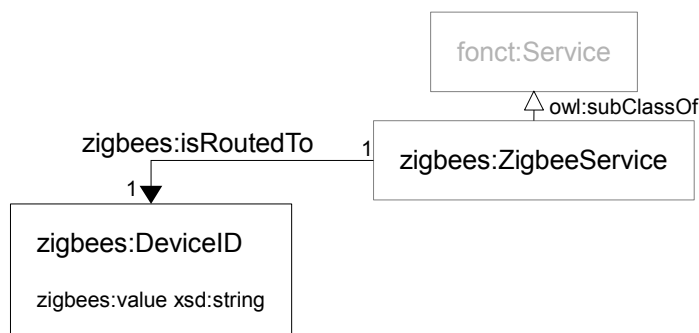 fonct:Service
owl:subClassOf
zigbees:isRoutedTo
1
zigbees:ZigbeeService
1
zigbees:DeviceID
zigbees:value xsd:string